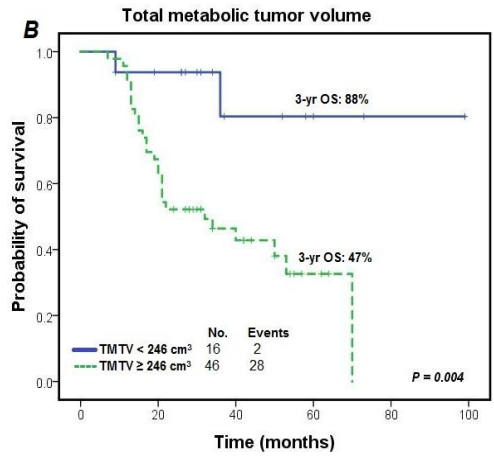 B
Total metabolic tumor volume
Probability of survival
1.0
0.8
0.6
0.4
0.2
0.0
3-yr OS: 88%
3-yr OS: 47%
No. Events
TMTV < 246 cm³ 16 2
TMTV ≥ 246 cm³ 46 28
P = 0.004
0 20 40 60 80 100
Time (months)